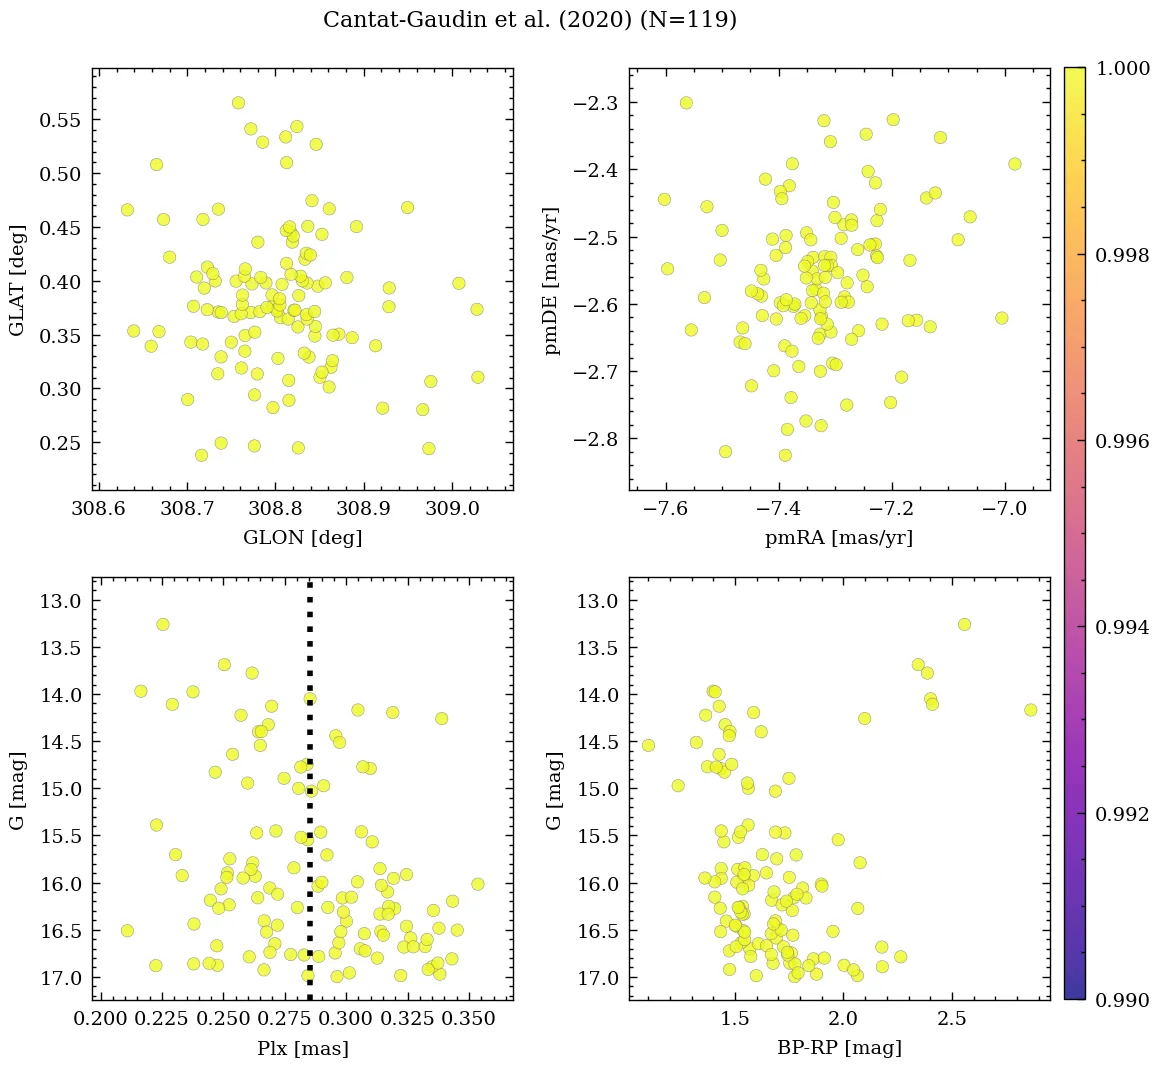 Cantat-Gaudin et al. (2020) (N=119)
0.55
0.50
0.45
0.40
0.35
0.30
0.25
GLAT [deg]
308.6 308.7 308.8 308.9 309.0
GLON [deg]
−2.3
−2.4
−2.5
−2.6
−2.7
−2.8
pmDE [mas/yr]
−7.6 −7.4 −7.2 −7.0
pmRA [mas/yr]
1.000
0.998
0.996
0.994
0.992
0.990
13.0
13.5
14.0
14.5
15.0
15.5
16.0
16.5
17.0
G [mag]
0.200 0.225 0.250 0.275 0.300 0.325 0.350
Plx [mas]
13.0
13.5
14.0
14.5
15.0
15.5
16.0
16.5
17.0
G [mag]
1.5 2.0 2.5
BP-RP [mag]